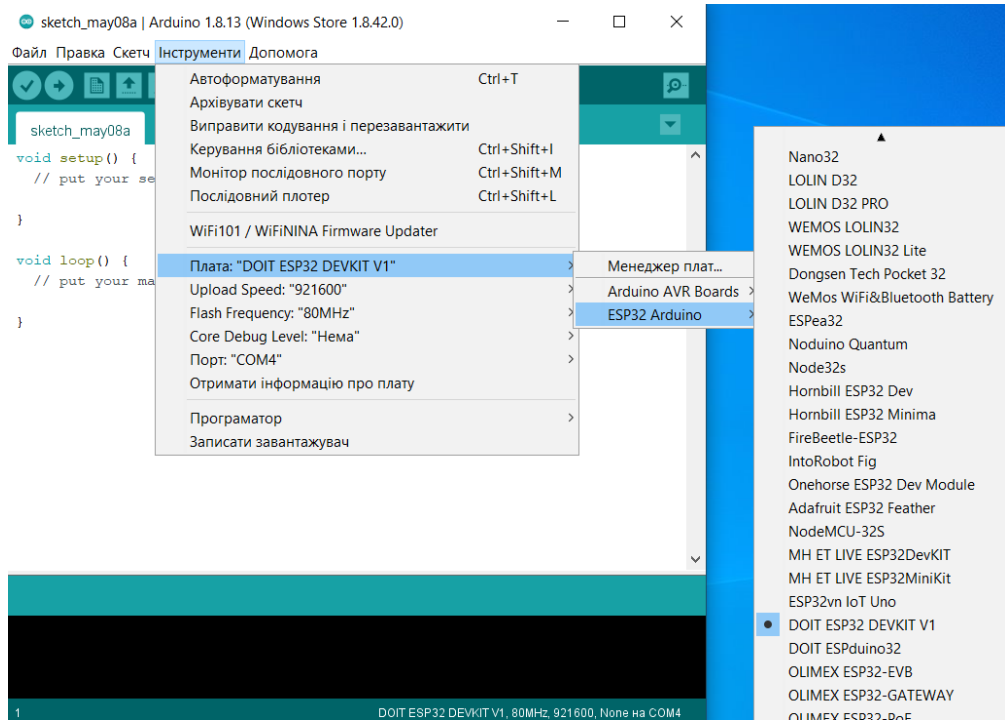 sketch_may08a | Arduino 1.8.13 (Windows Store 1.8.42.0)
Файл Правка Скетч Інструменти Допомога
sketch_may08a
void setup() {
// put your se
}
void loop() {
// put your ma
}
Автоформатування Ctrl+T
Архівувати скетч
Виправити кодування і перезавантажити
Керування бібліотеками... Ctrl+Shift+I
Монітор послідовного порту Ctrl+Shift+M
Послідовний плотер Ctrl+Shift+L
WiFi101 / WiFiNINA Firmware Updater
Плата: "DOIT ESP32 DEVKIT V1"
Upload Speed: "921600"
Flash Frequency: "80MHz"
Core Debug Level: "Нема"
Порт: "COM4"
Отримати інформацію про плату
Програматор
Записати завантажувач
Менеджер плат...
Arduino AVR Boards
ESP32 Arduino
Nano32
LOLIN D32
LOLIN D32 PRO
WEMOS LOLIN32
WEMOS LOLIN32 Lite
Dongsen Tech Pocket 32
WeMos WiFi&Bluetooth Battery
ESPea32
Noduino Quantum
Node32s
Hornbill ESP32 Dev
Hornbill ESP32 Minima
FireBeetle-ESP32
IntoRobot Fig
Onehorse ESP32 Dev Module
Adafruit ESP32 Feather
NodeMCU-32S
MH ET LIVE ESP32DevKIT
MH ET LIVE ESP32MiniKit
ESP32vn IoT Uno
DOIT ESP32 DEVKIT V1
DOIT ESPduino32
OLIMEX ESP32-EVB
OLIMEX ESP32-GATEWAY
OLIMEX ESP32-PoE
1 DOIT ESP32 DEVKIT V1, 80MHz, 921600, None на COM4